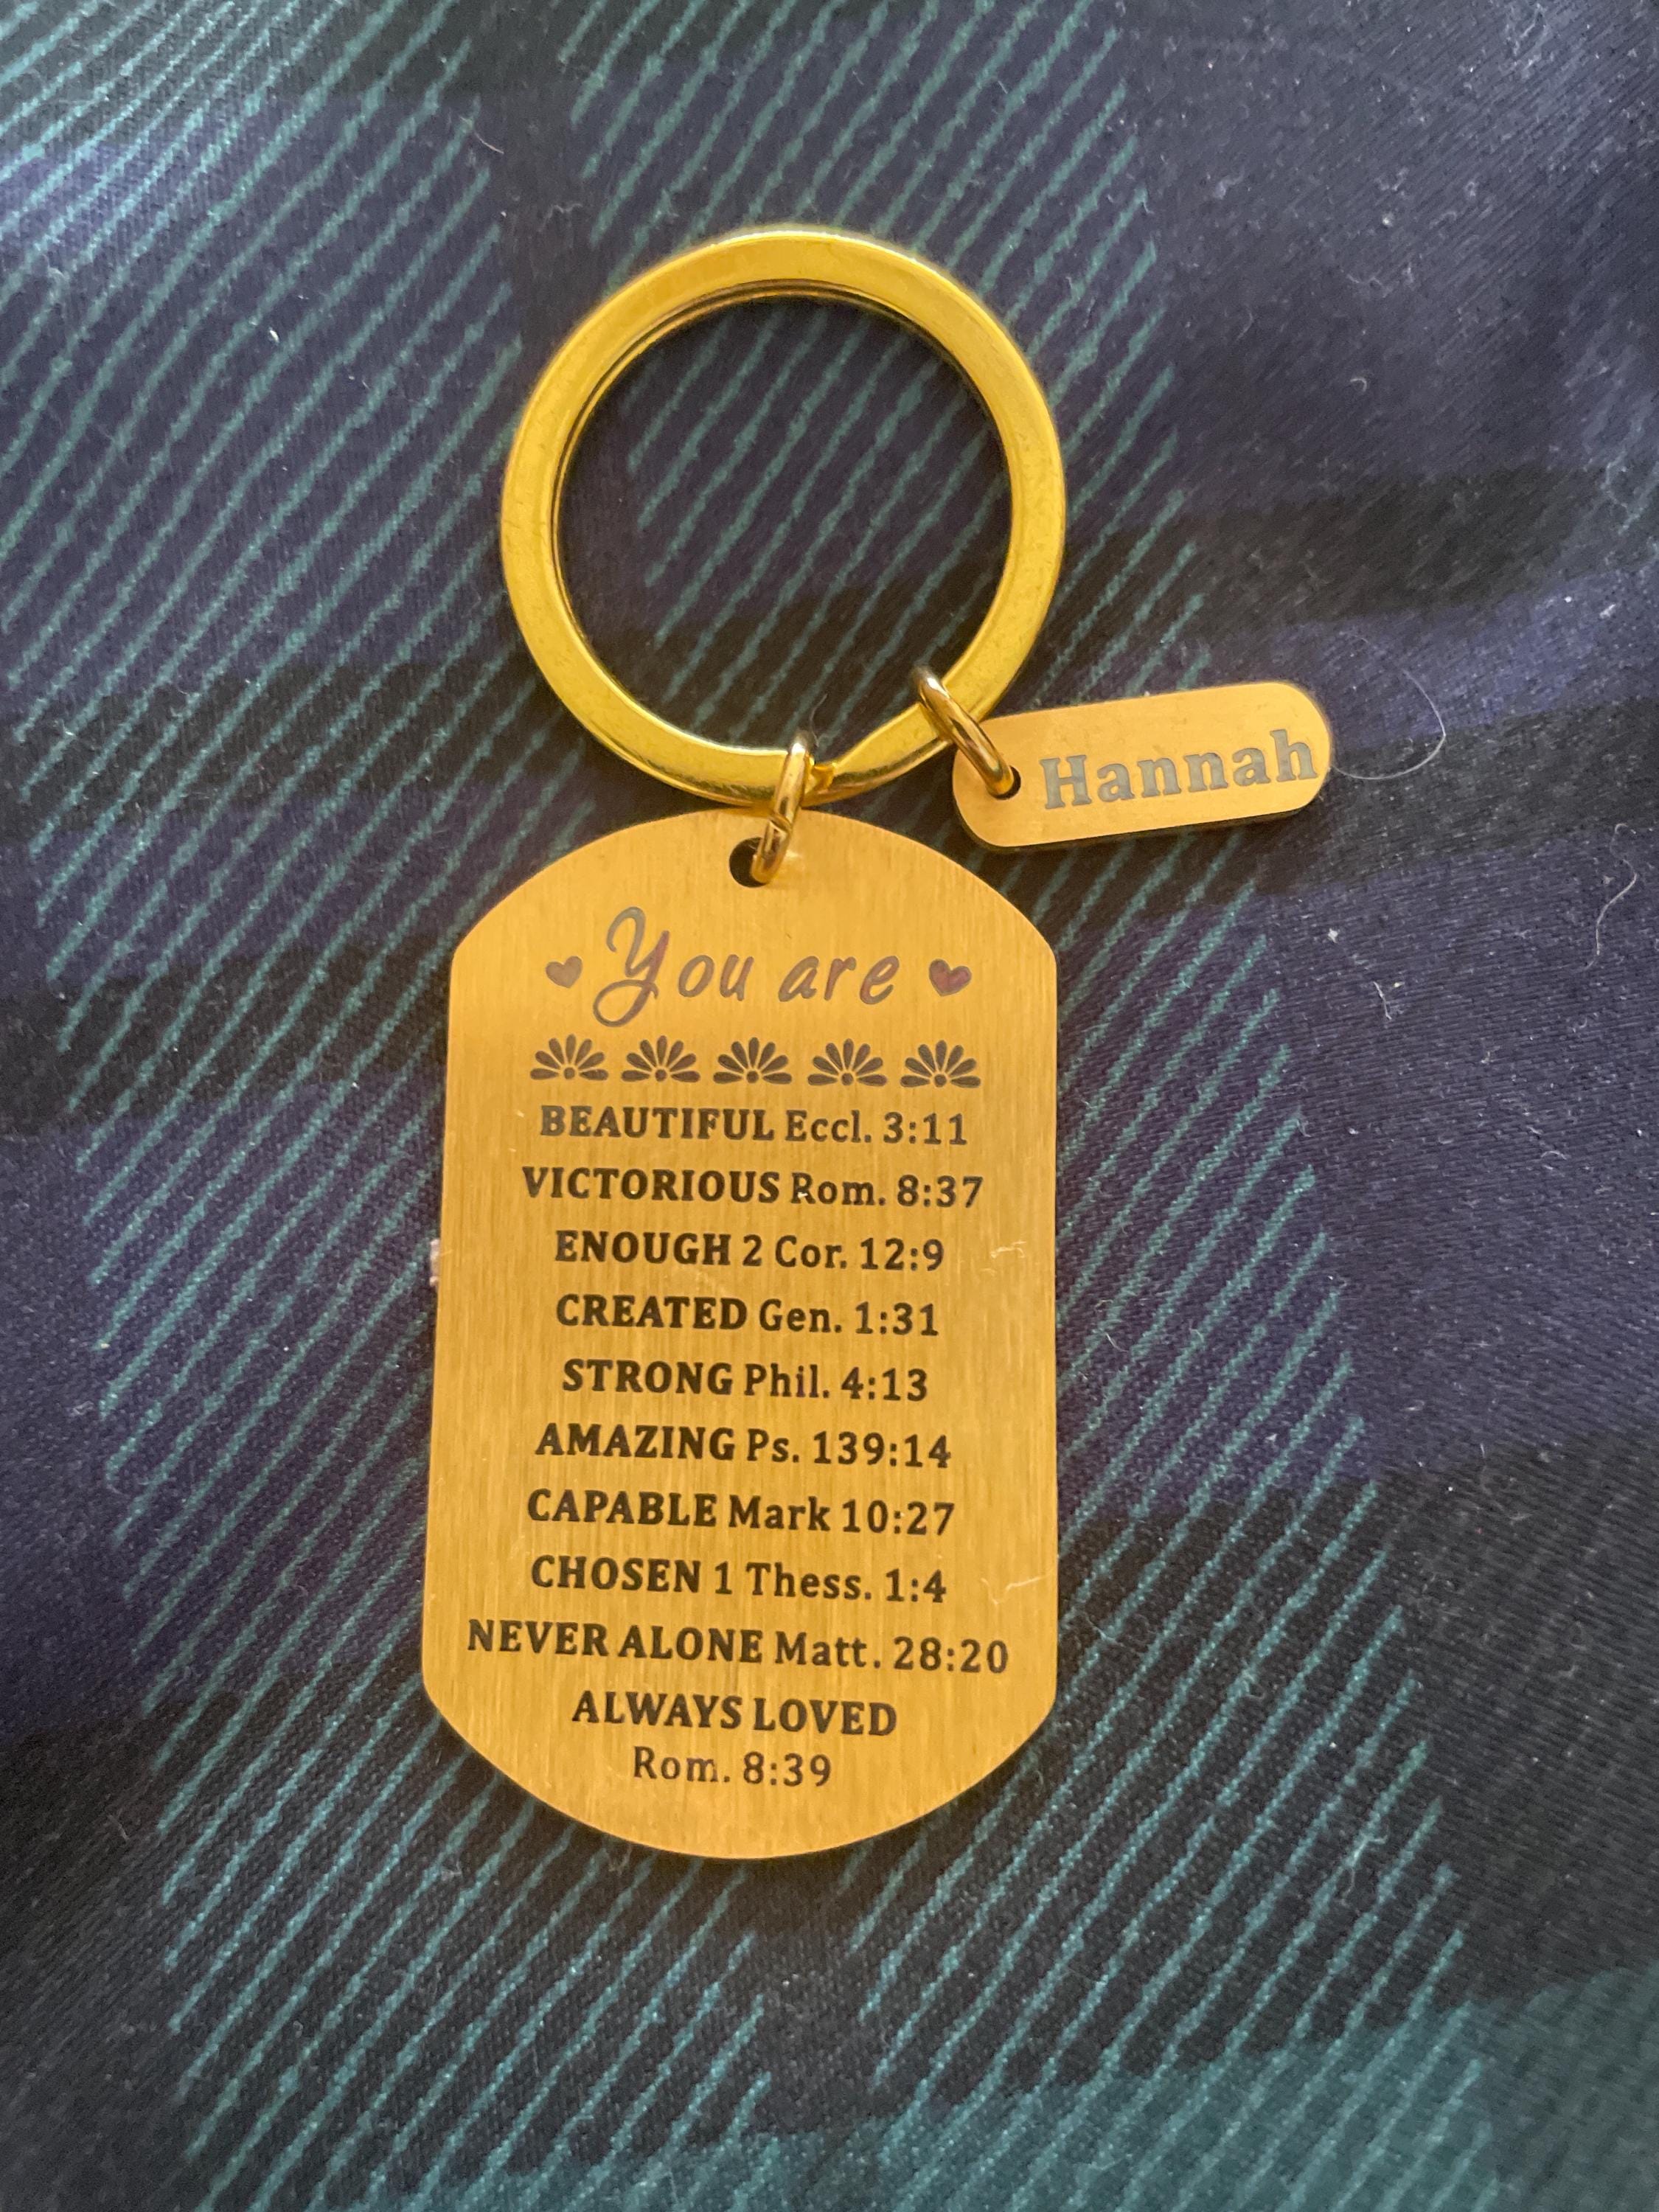 Hannah
You are
BEAUTIFUL Eccl. 3:11
VICTORIOUS Rom. 8:37
ENOUGH 2 Cor. 12:9
CREATED Gen. 1:31
STRONG Phil. 4:13
AMAZING Ps. 139:14
CAPABLE Mark 10:27
CHOSEN 1 Thess. 1:4
NEVER ALONE Matt. 28:20
ALWAYS LOVED
Rom. 8:39